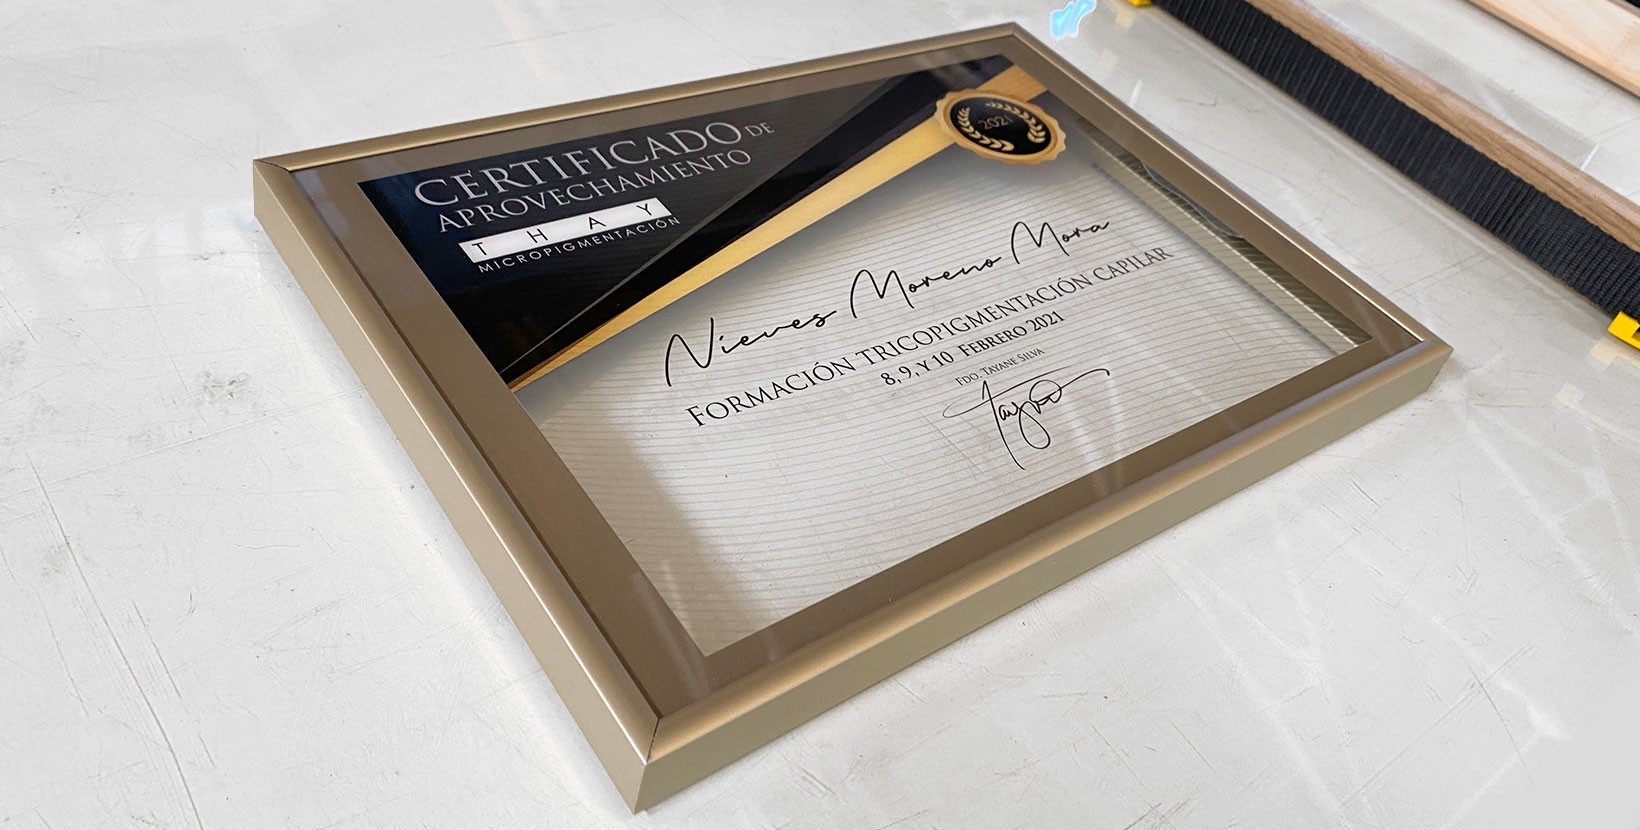 CERTIFICADO DE
APROVECHAMIENTO
THAY
MICROPIGMENTACIÓN
2021
Nieves Moreno Mora
FORMACIÓN TRICOPIGMENTACIÓN CAPILAR
8, 9, Y 10 FEBRERO 2021
FDO. TAYANE SILVA